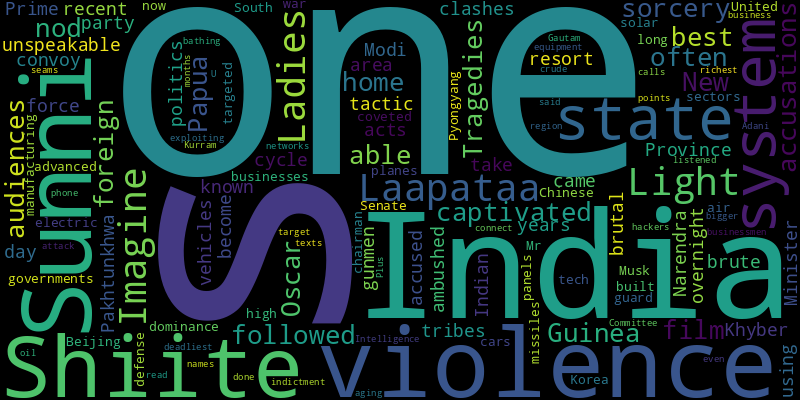 Prime
recent
now
South
war
clashes
sorcery
United
business
nod
party
one
Ladies
solar
unspeakable
bathing
Modi
long
best
convoy
seams
politics
months
Papua
targeted
area
home
resort
Gautam
equipment
crude
often
calls
richest
system
accusations
sunni
audiences
manufacturing
force
foreign
exploiting
Kurram
tactic
coveted
acts
Pyongyang
Tragedies
said
region
state
New
sectors
points
Adani
cycle
networks
able
planes
take
Province
listened
advanced
Imagine
known
businesses
Laapataa
came
Chinese
Light
phone
electric
day
attack
governments
Pakhtunkhwa
vehicles
become
S
Oscar
target
texts
Senate
chairman
Plus
gunmen
accused
captivated
ambushed
connect
years
Indian
Mr
panels
India
tech
brutal
hackers
Musk
built
guard
Narendra
overnight
air
bigger
businessmen
brute
Minister
Beijing
high
dominance
defense
followed
tribes
missiles
Guinea
film
Khyber
using
Shiite
oil
deadliest
names
read
done
indictment
Intelligence
aging
cars
violence
Korea
Committee
even